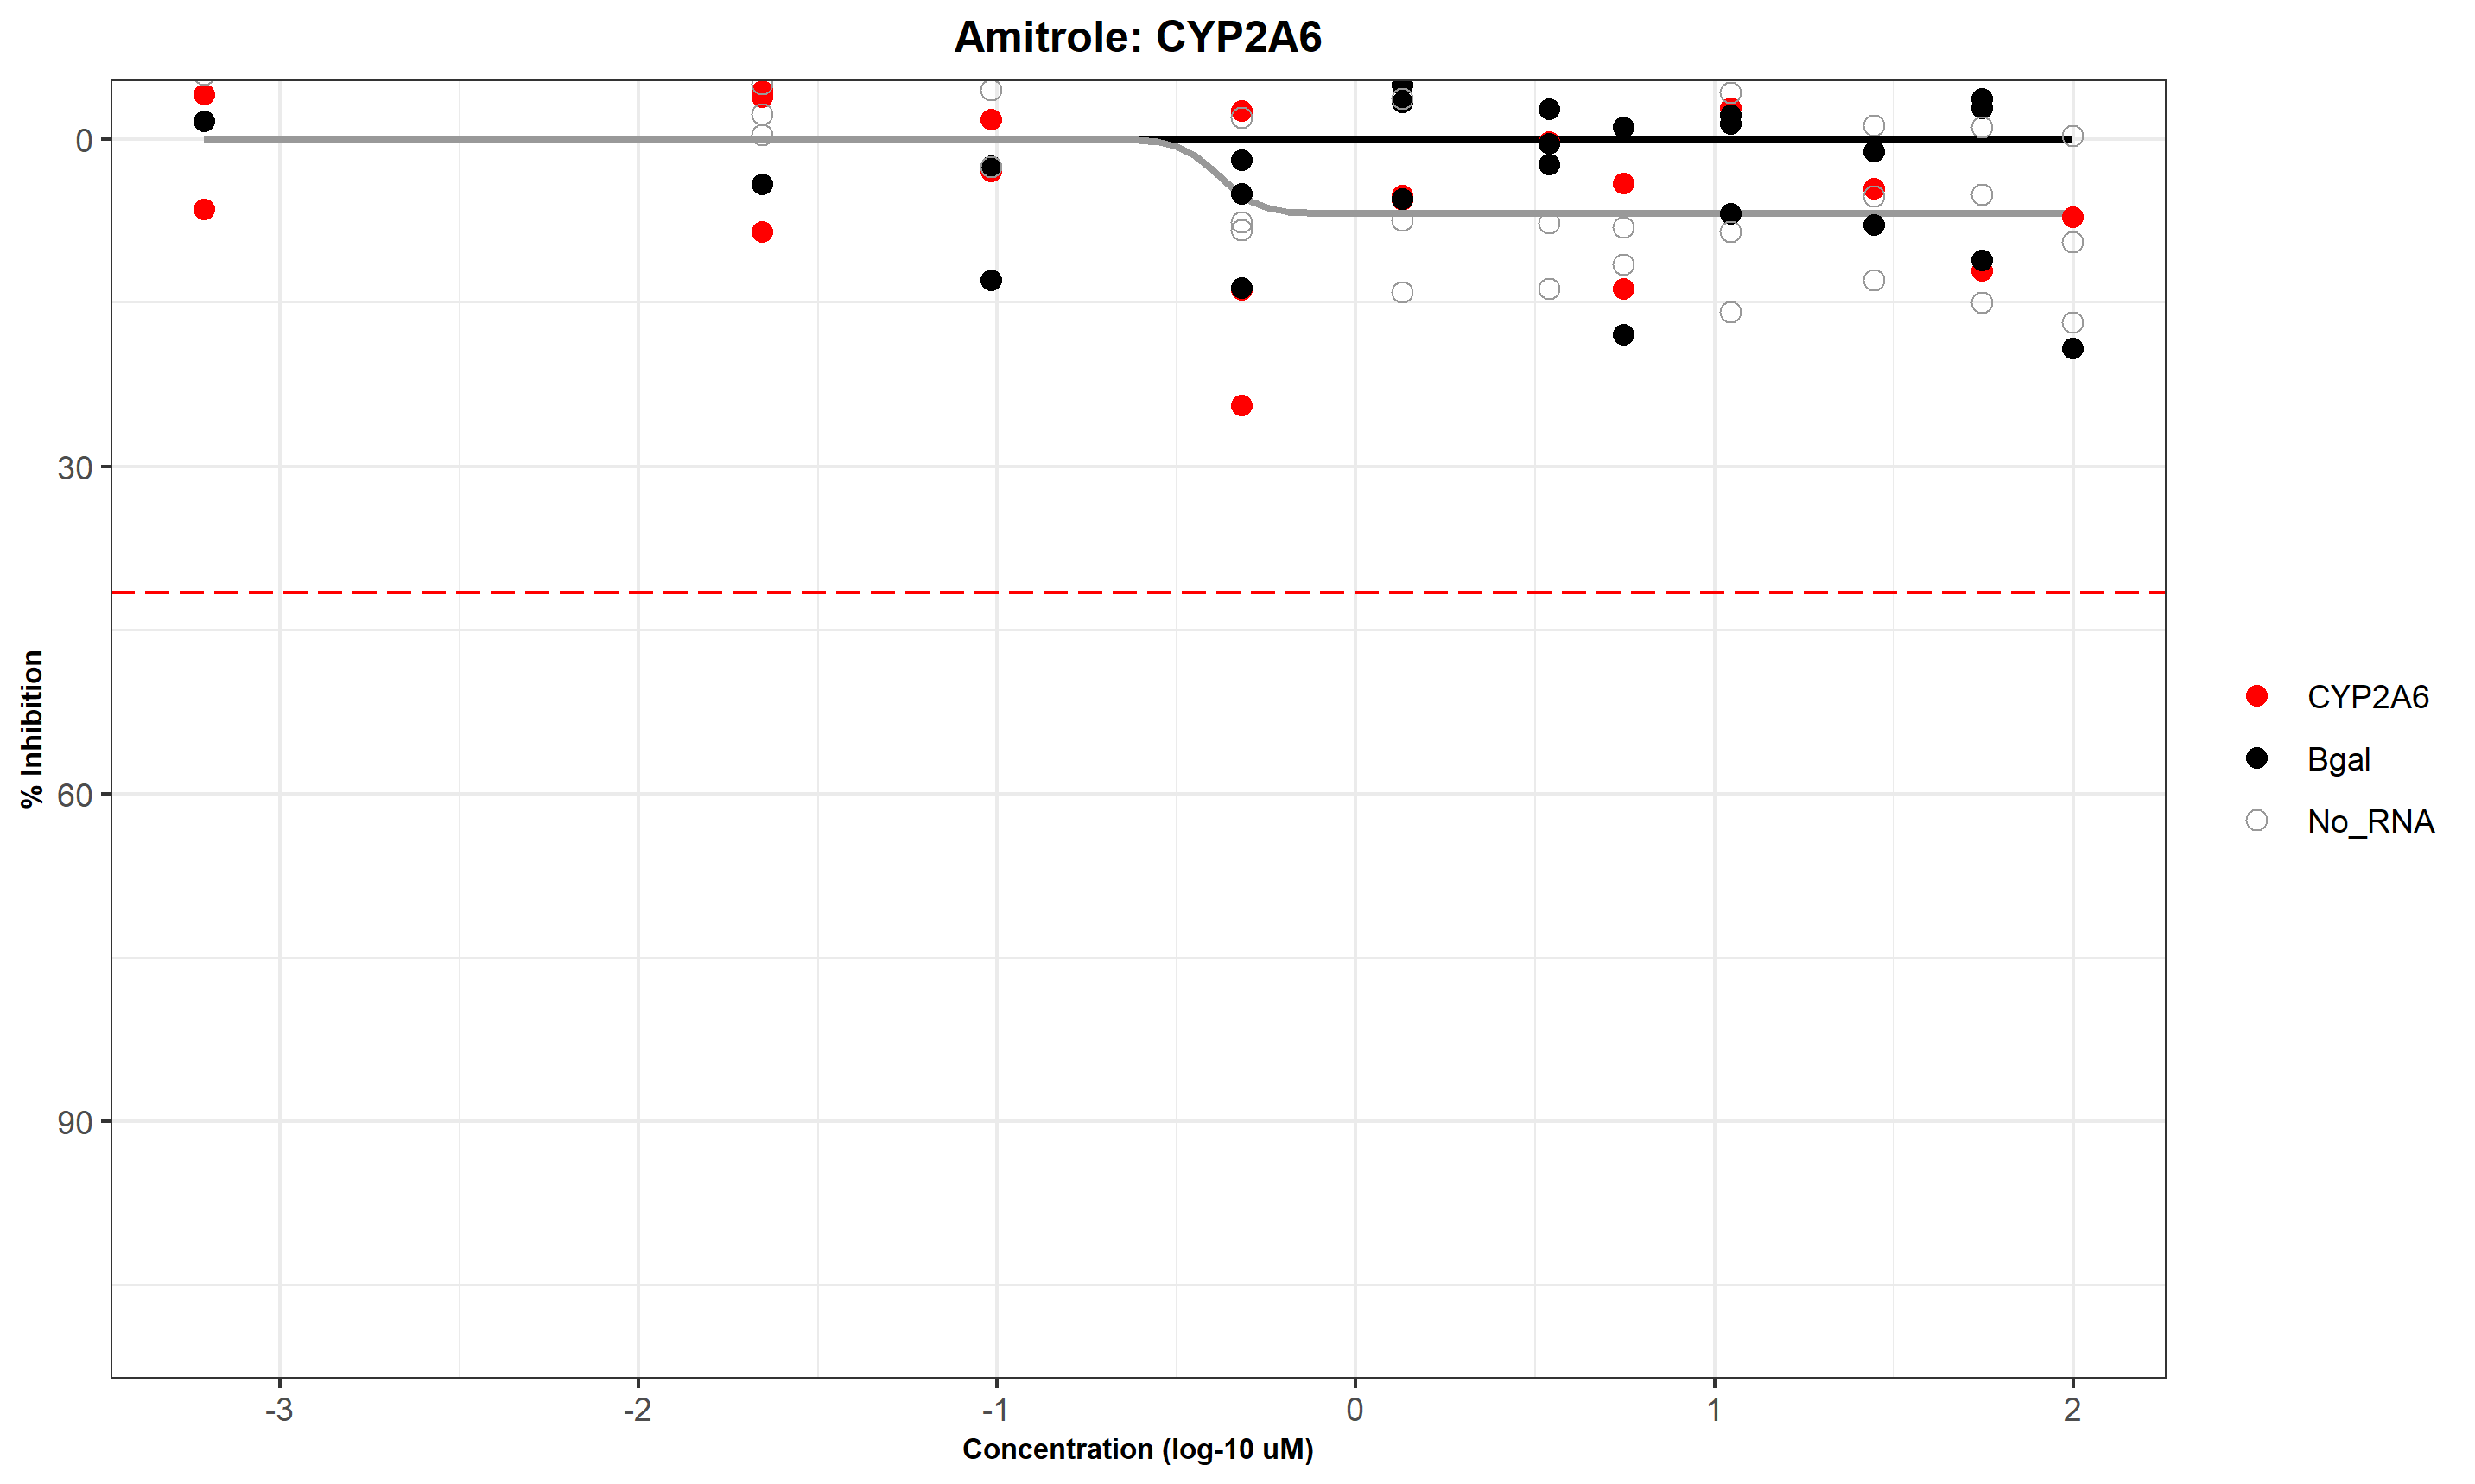 Amitrole: CYP2A6
0
30
60
90
% Inhibition
-3
-2
-1
0
1
2
Concentration (log-10 uM)
CYP2A6
Bgal
No_RNA